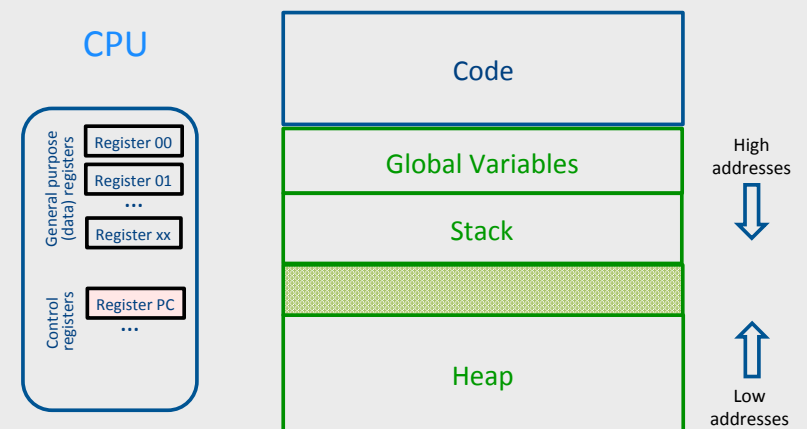 CPU
General purpose
(data) registers
Register 00
Register 01
...
Register xx
Control
registers
Register PC
...
Code
Global Variables
Stack
Heap
High
addresses
Low
addresses